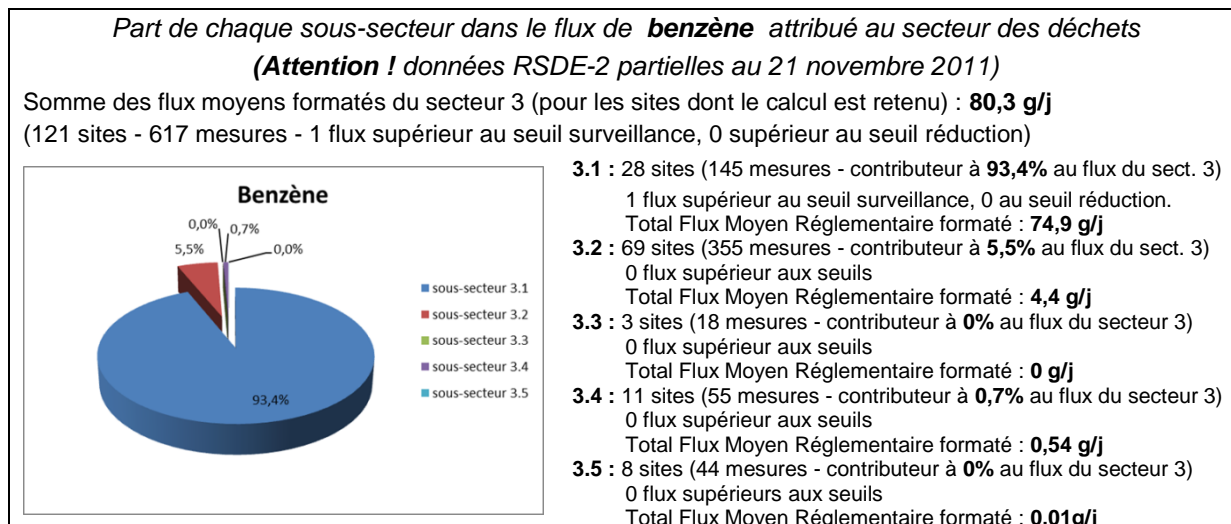 Part de chaque sous-secteur dans le flux de benzène attribué au secteur des déchets
(Attention ! données RSDE-2 partielles au 21 novembre 2011)
Somme des flux moyens formatés du secteur 3 (pour les sites dont le calcul est retenu) : 80,3 g/j
(121 sites - 617 mesures - 1 flux supérieur au seuil surveillance, 0 supérieur au seuil réduction)
Benzène
0,0%
0,7%
5,5%
0,0%
93,4%
sous-secteur 3.1
sous-secteur 3.2
sous-secteur 3.3
sous-secteur 3.4
sous-secteur 3.5
3.1 : 28 sites (145 mesures - contributeur à 93,4% au flux du sect. 3)
1 flux supérieur au seuil surveillance, 0 au seuil réduction.
Total Flux Moyen Réglementaire formaté : 74,9 g/j
3.2 : 69 sites (355 mesures - contributeur à 5,5% au flux du sect. 3)
0 flux supérieur aux seuils
Total Flux Moyen Réglementaire formaté : 4,4 g/j
3.3 : 3 sites (18 mesures - contributeur à 0% au flux du secteur 3)
0 flux supérieur aux seuils
Total Flux Moyen Réglementaire formaté : 0 g/j
3.4 : 11 sites (55 mesures - contributeur à 0,7% au flux du secteur 3)
0 flux supérieur aux seuils
Total Flux Moyen Réglementaire formaté : 0,54 g/j
3.5 : 8 sites (44 mesures - contributeur à 0% au flux du secteur 3)
0 flux supérieurs aux seuils
Total Flux Moyen Réglementaire formaté : 0,01g/j